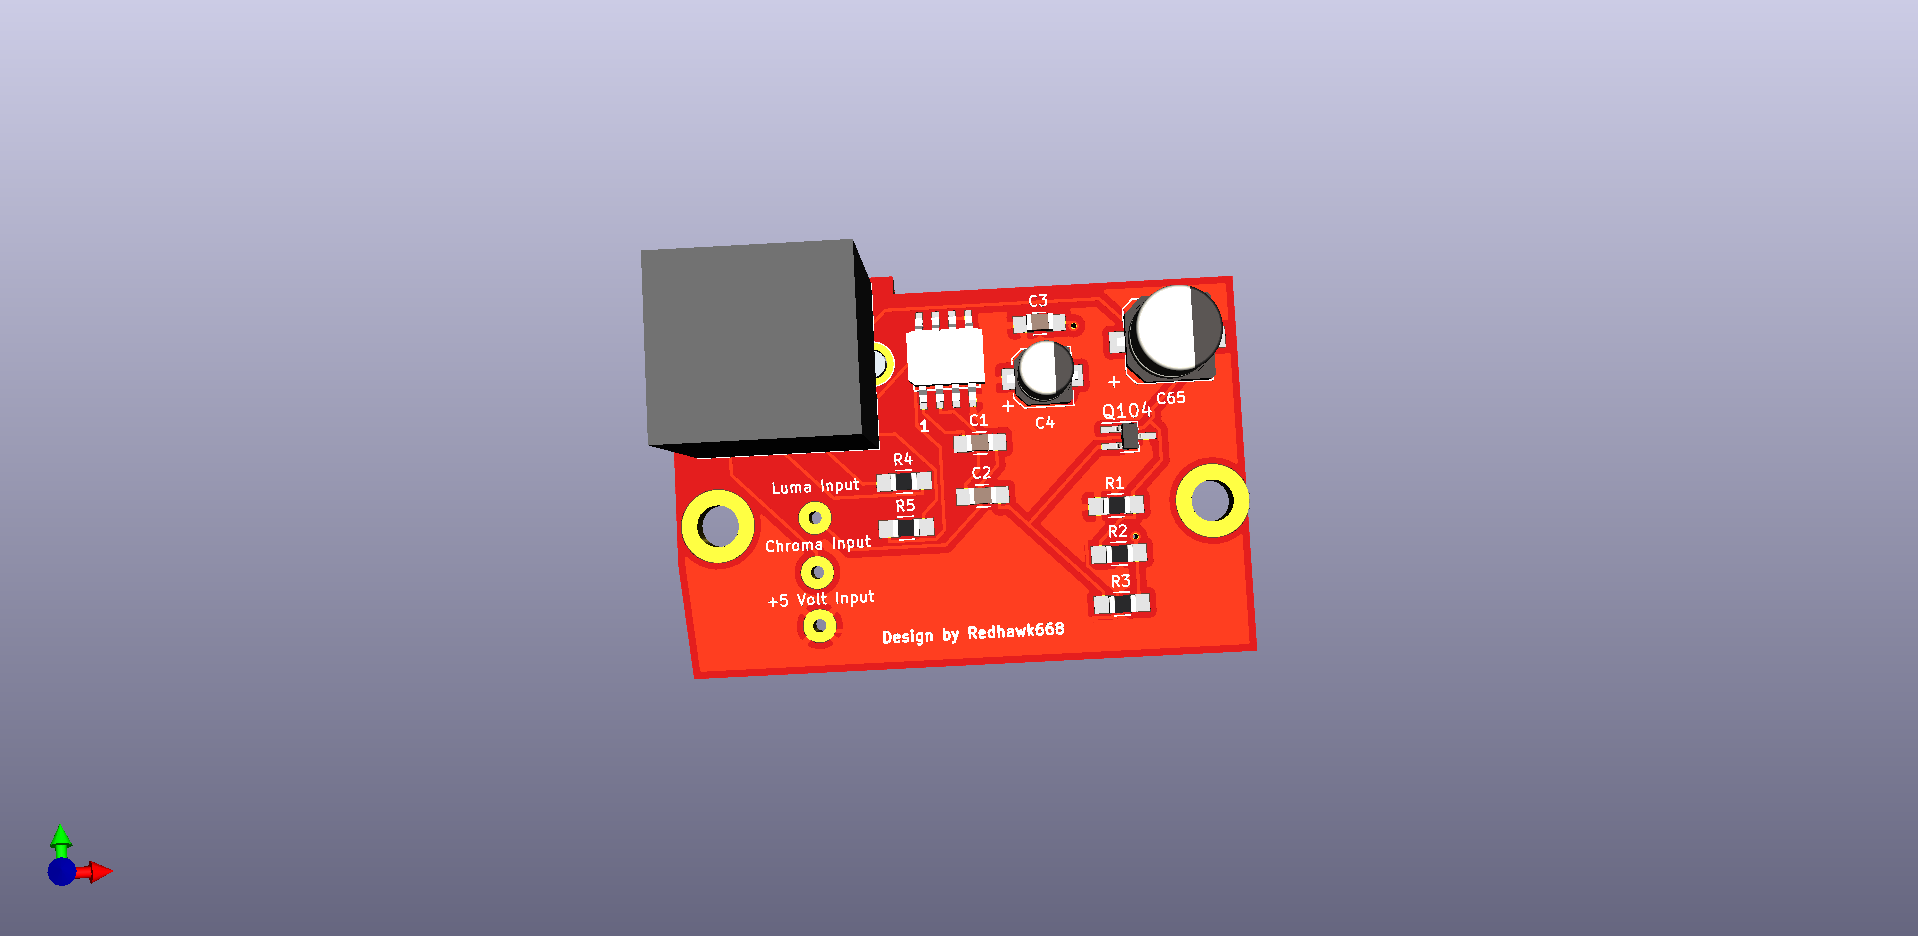 C3
C65
+
+
C4
Q104
1
C1
R4
C2
Luma Input
R1
R5
R2
Chroma Input
R3
+5 Volt Input
Design by Redhawk668